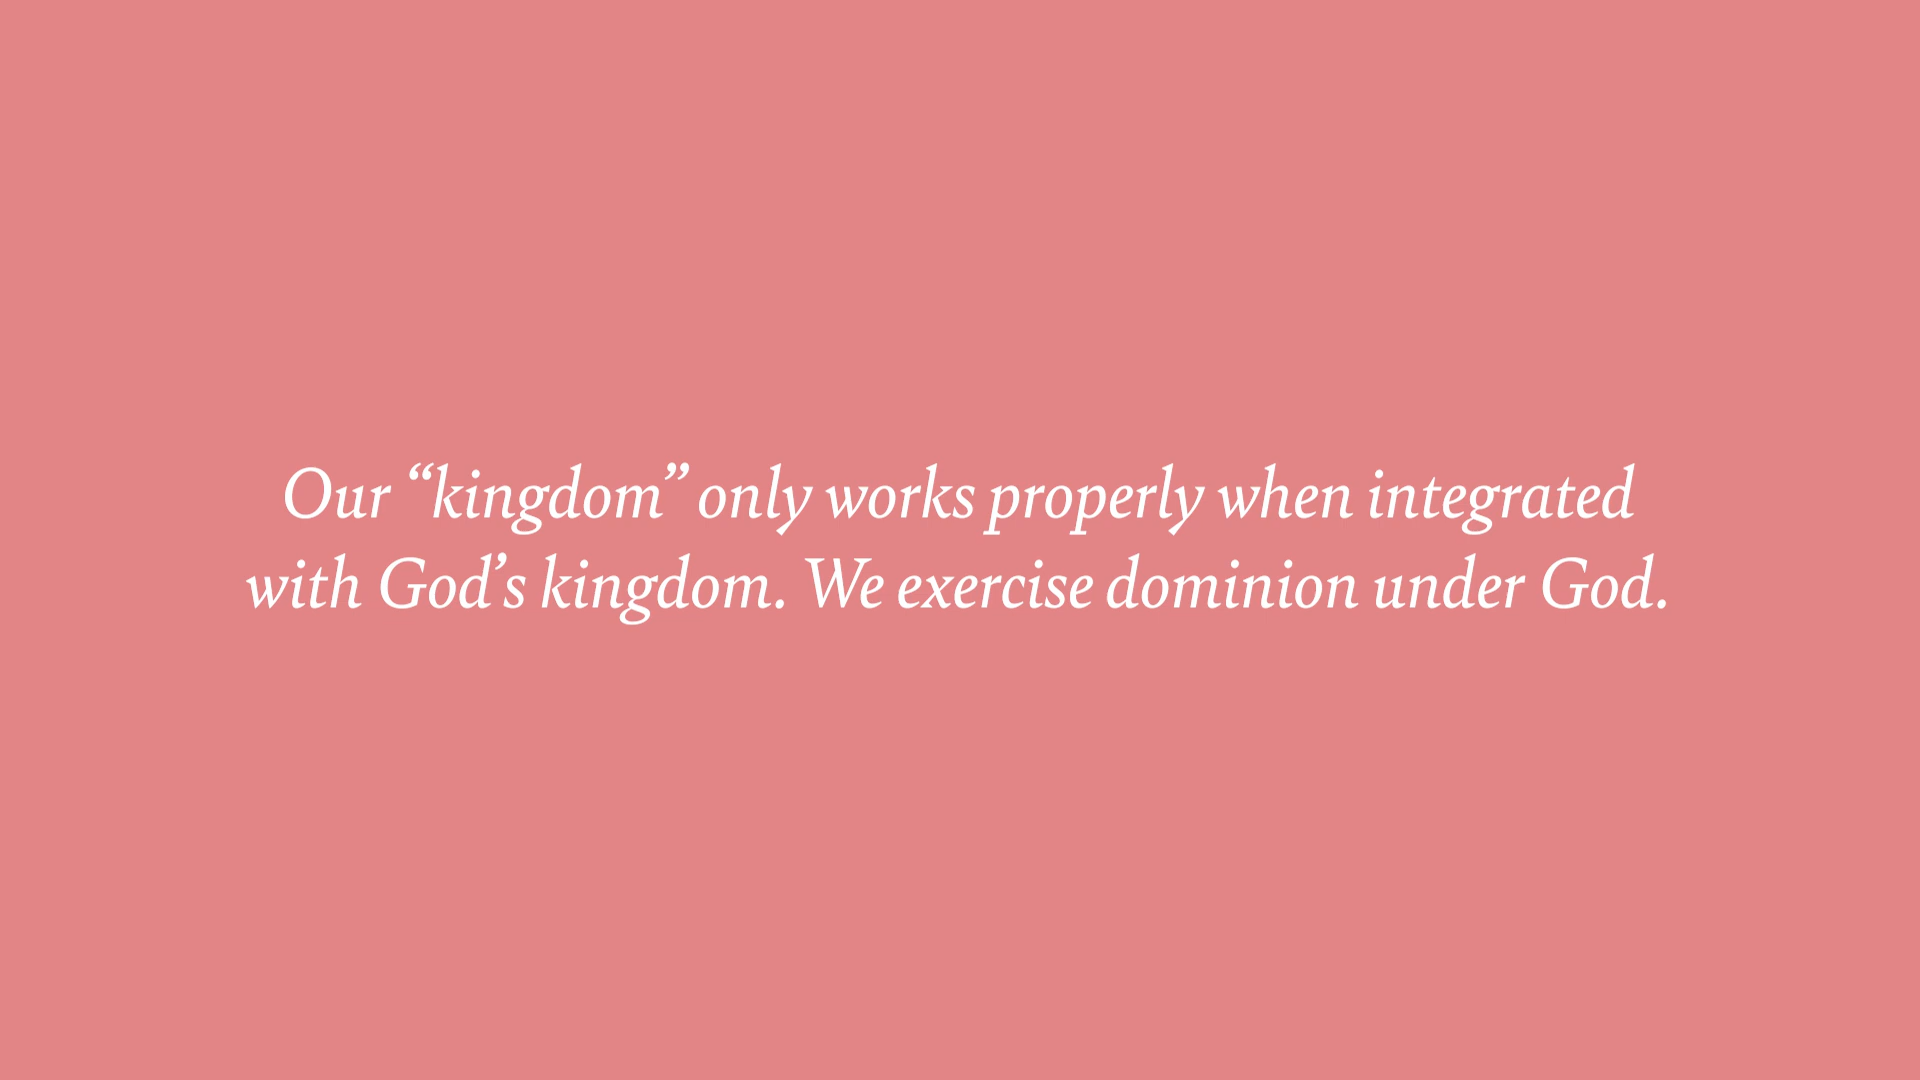 Our “kingdom” only works properly when integrated
with God’s kingdom. We exercise dominion under God.